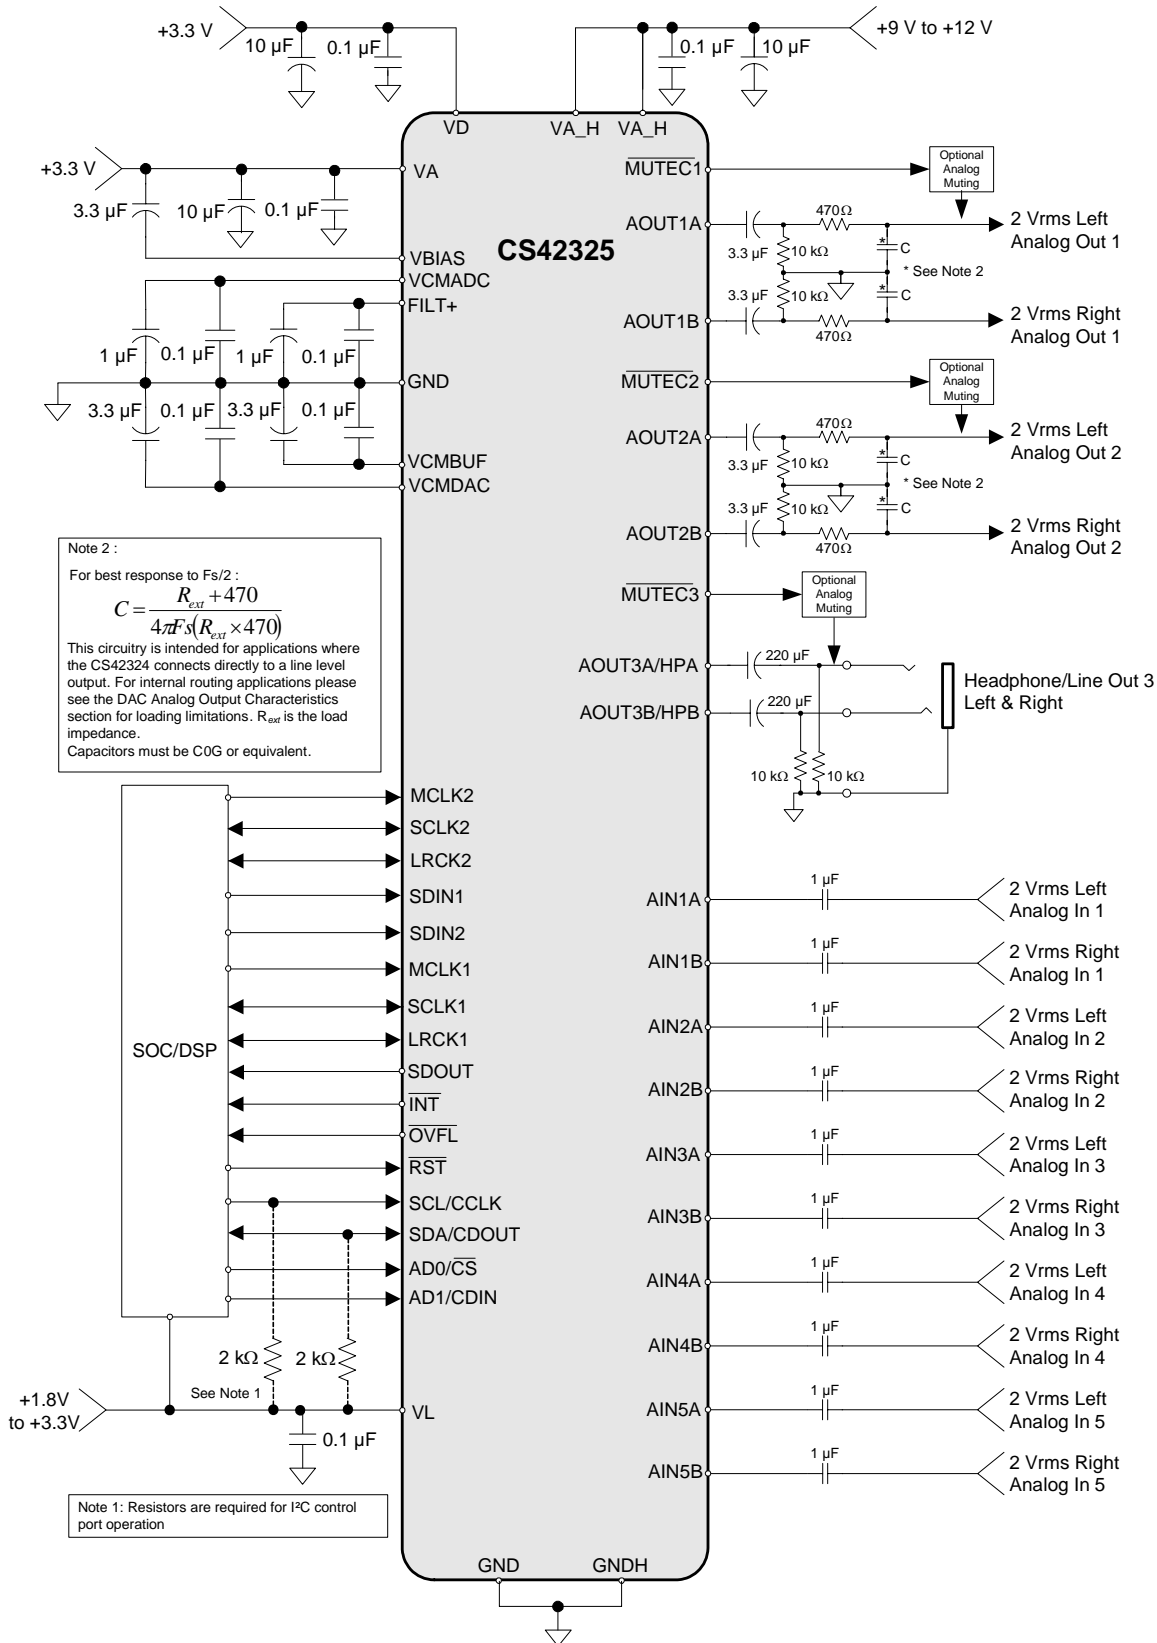 +3.3 V
10 µF
0.1 µF
0.1 µF
10 µF
+9 V to +12 V
VD
VA_H
VA_H
+3.3 V
VA
3.3 µF
10 µF
0.1 µF
VBIAS
VCMADC
FILT+
1 µF
0.1 µF
1 µF
0.1 µF
GND
3.3 µF
0.1 µF
3.3 µF
0.1 µF
VCMBUF
VCMDAC
CS42325
MUTEC1
Optional
Analog
Muting
AOUT1A
470Ω
3.3 µF
10 kΩ
C
*
2 Vrms Left
Analog Out 1
* See Note 2
3.3 µF
10 kΩ
*
C
AOUT1B
470Ω
2 Vrms Right
Analog Out 1
MUTEC2
Optional
Analog
Muting
AOUT2A
470Ω
3.3 µF
10 kΩ
*
C
2 Vrms Left
Analog Out 2
* See Note 2
3.3 µF
10 kΩ
*
C
AOUT2B
470Ω
2 Vrms Right
Analog Out 2
MUTEC3
Optional
Analog
Muting
AOUT3A/HPA
220 µF
AOUT3B/HPB
220 µF
10 kΩ
10 kΩ
Headphone/Line Out 3
Left & Right
Note 2 :
For best response to Fs/2 :
C = (R_ext + 470) / (4πFs(R_ext × 470))
This circuitry is intended for applications where
the CS42324 connects directly to a line level
output. For internal routing applications please
see the DAC Analog Output Characteristics
section for loading limitations. R_ext is the load
impedance.
Capacitors must be C0G or equivalent.
SOC/DSP
MCLK2
SCLK2
LRCK2
SDIN1
SDIN2
MCLK1
SCLK1
LRCK1
SDOUT
INT
OVFL
RST
SCL/CCLK
SDA/CDOUT
AD0/CS
AD1/CDIN
2 kΩ
2 kΩ
See Note 1
+1.8V
to +3.3V
VL
0.1 µF
Note 1: Resistors are required for I²C control
port operation
AIN1A
1 µF
2 Vrms Left
Analog In 1
AIN1B
1 µF
2 Vrms Right
Analog In 1
AIN2A
1 µF
2 Vrms Left
Analog In 2
AIN2B
1 µF
2 Vrms Right
Analog In 2
AIN3A
1 µF
2 Vrms Left
Analog In 3
AIN3B
1 µF
2 Vrms Right
Analog In 3
AIN4A
1 µF
2 Vrms Left
Analog In 4
AIN4B
1 µF
2 Vrms Right
Analog In 4
AIN5A
1 µF
2 Vrms Left
Analog In 5
AIN5B
1 µF
2 Vrms Right
Analog In 5
GND
GNDH